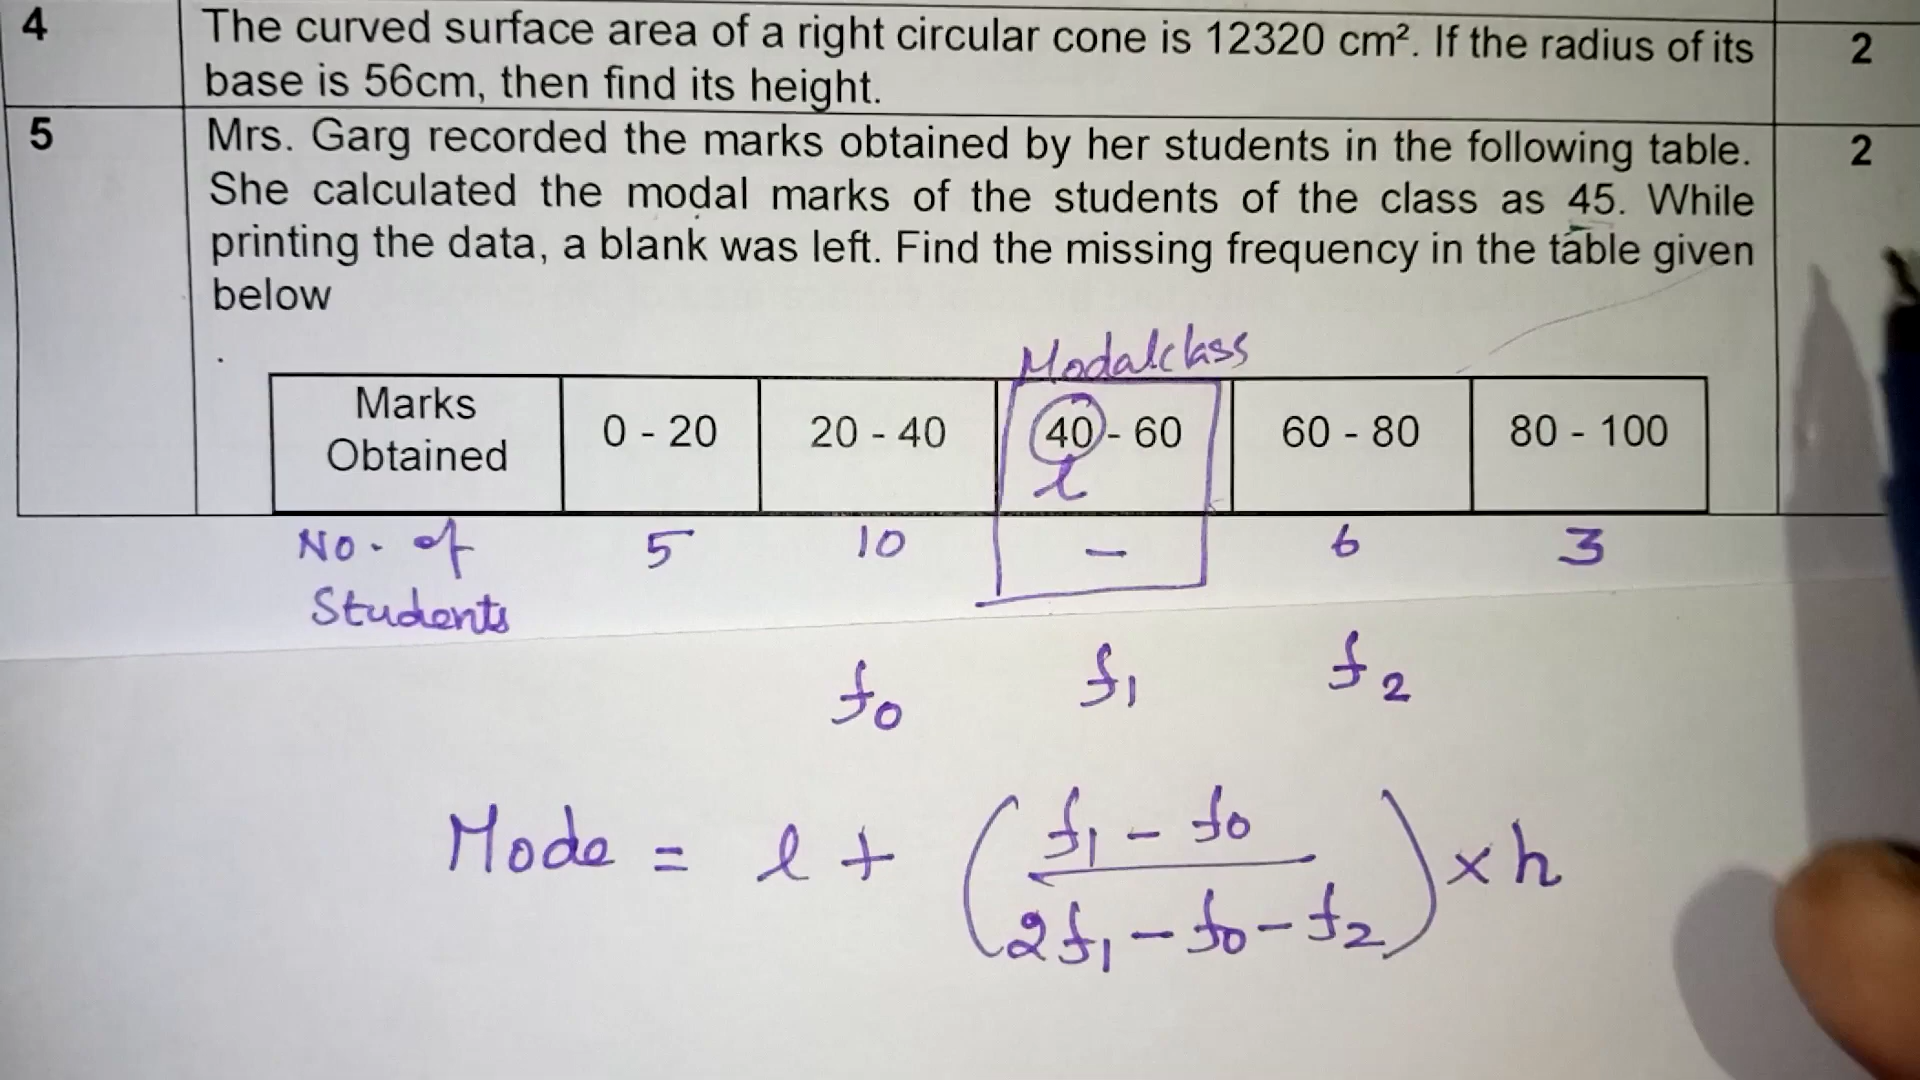 4 The curved surface area of a right circular cone is 12320 cm². If the radius of its 2
base is 56cm, then find its height.
5 Mrs. Garg recorded the marks obtained by her students in the following table. 2
She calculated the modal marks of the students of the class as 45. While
printing the data, a blank was left. Find the missing frequency in the table given
below
Modalclass
Marks Obtained 0 - 20 20 - 40 40 - 60 60 - 80 80 - 100
l
No. of Students 5 10 — 6 3
f₀ f₁ f₂
Mode = l + ( f₁ - f₀ / 2f₁ - f₀ - f₂ ) × h